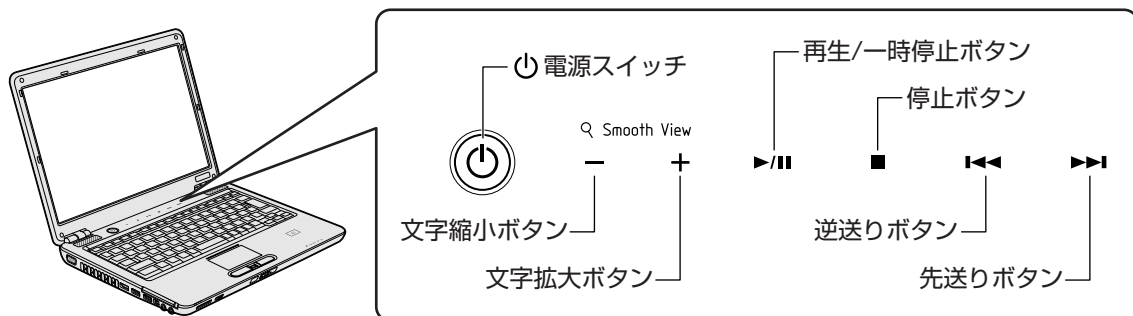 電源スイッチ
再生/一時停止ボタン
停止ボタン
Smooth View
文字縮小ボタン
逆送りボタン
文字拡大ボタン
先送りボタン